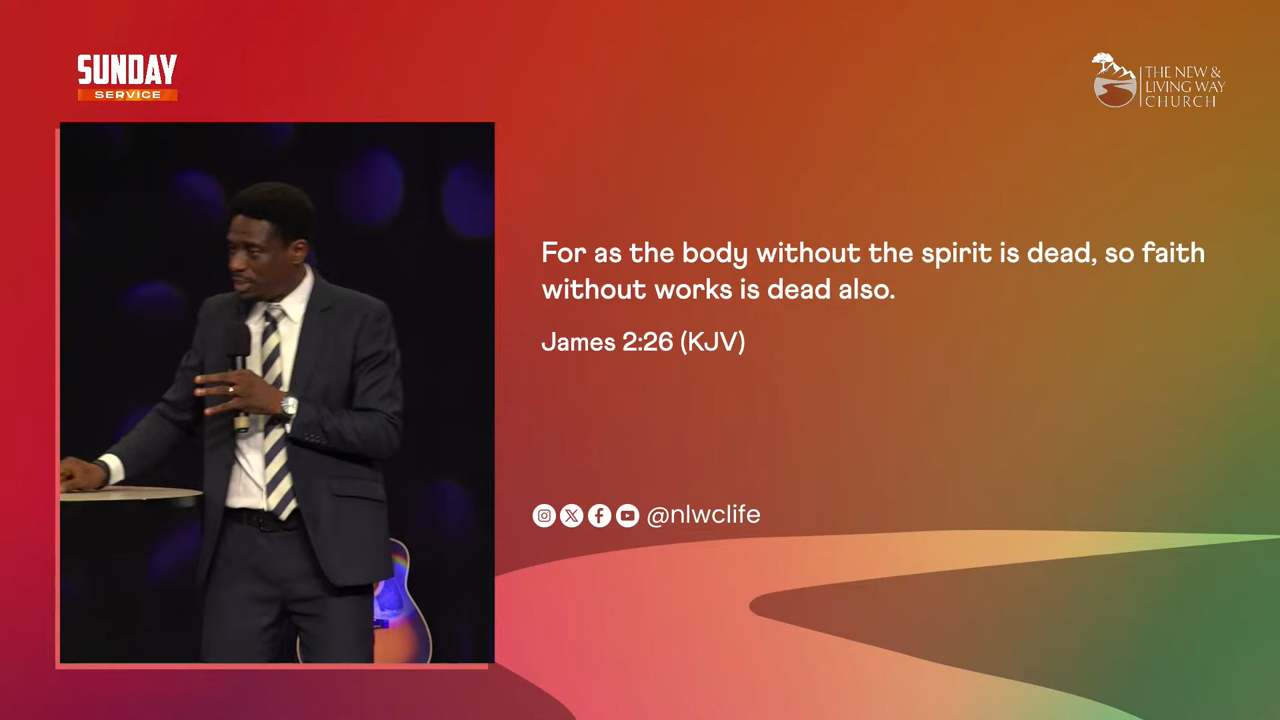 SUNDAY
SERVICE
THE NEW &
LIVING WAY
CHURCH
For as the body without the spirit is dead, so faith
without works is dead also.
James 2:26 (KJV)
@nlwclife